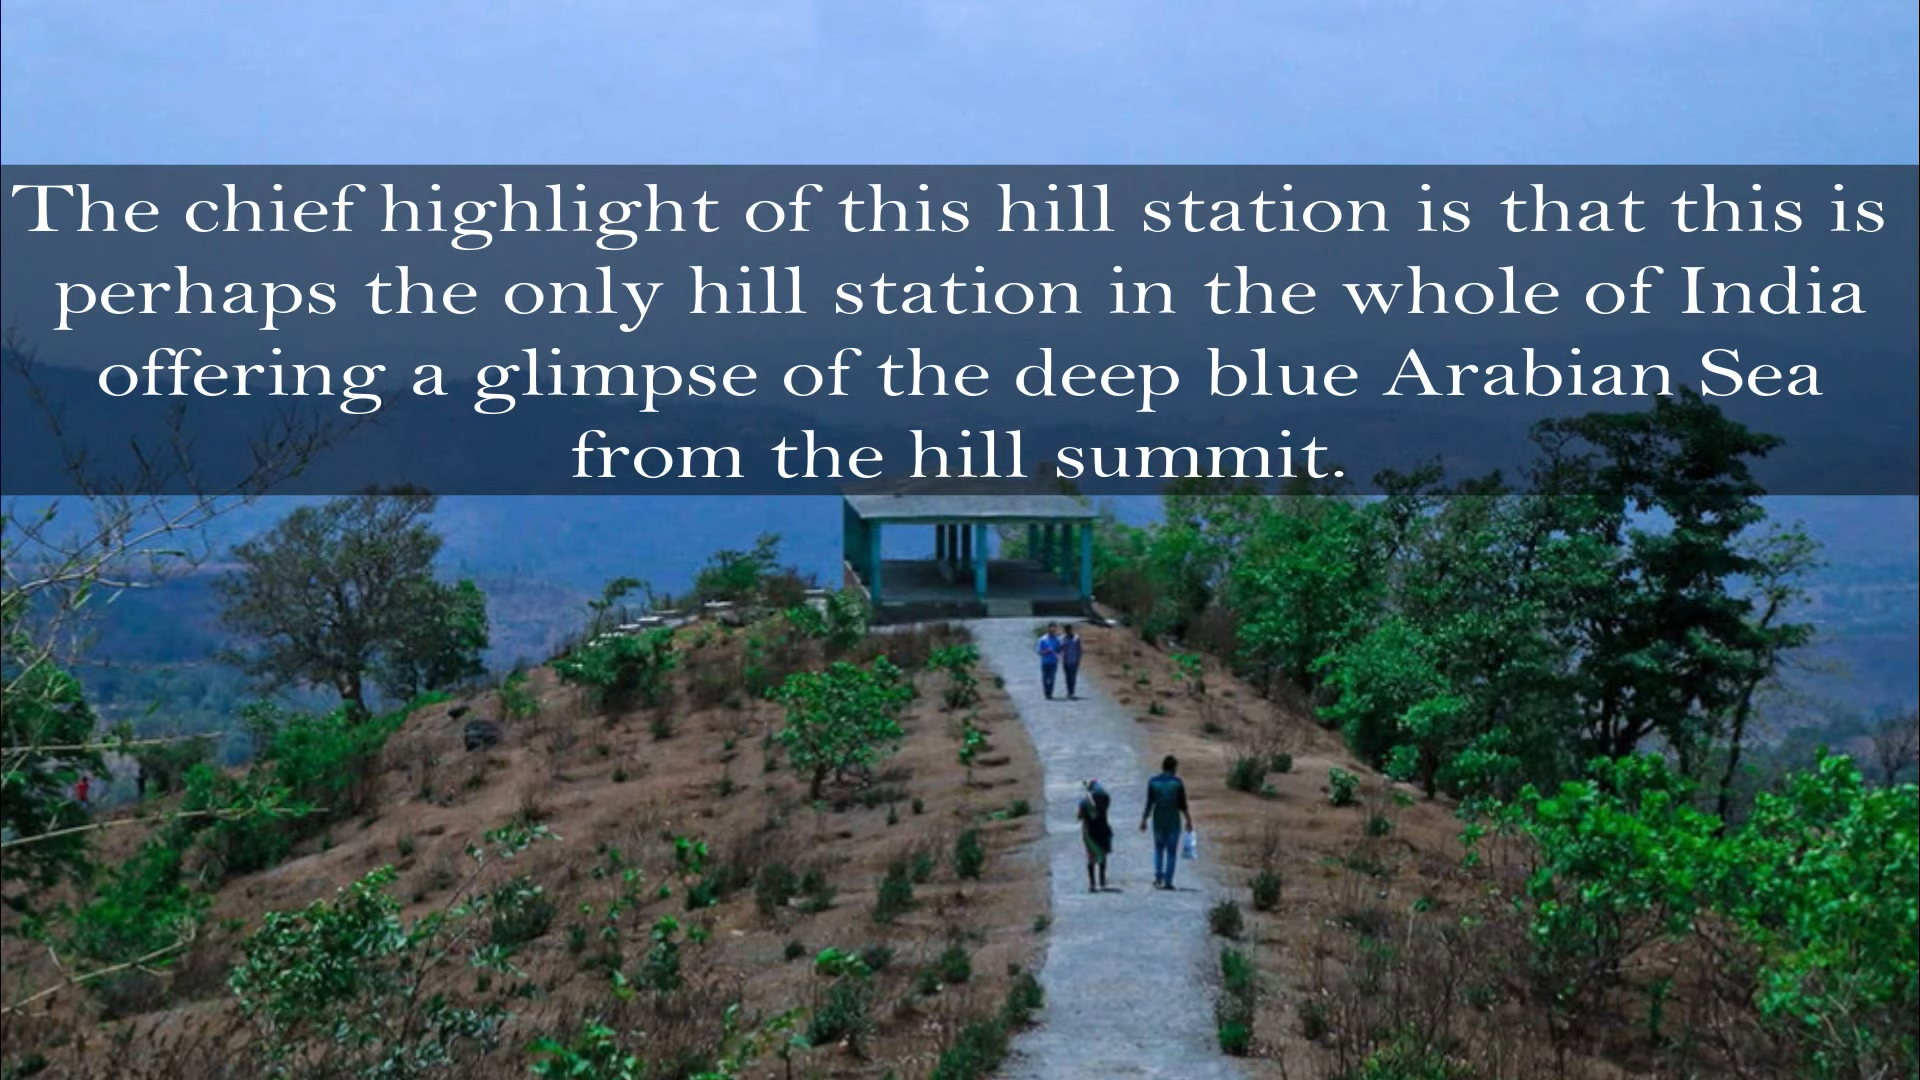 The chief highlight of this hill station is that this is
perhaps the only hill station in the whole of India
offering a glimpse of the deep blue Arabian Sea
from the hill summit.